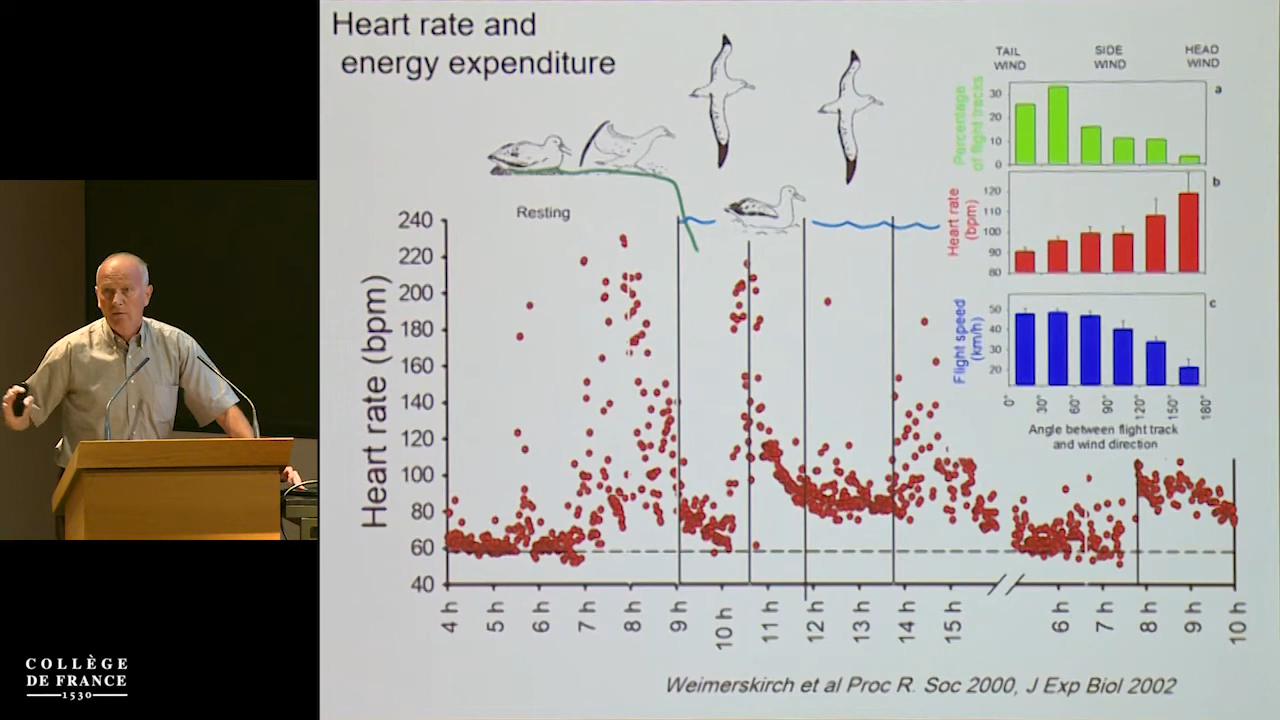 Heart rate and
energy expenditure
TAIL
WIND
SIDE
WIND
HEAD
WIND
Percentage
of flight tracks
30
20
10
0
a
Heart rate
(bpm)
120
110
100
90
80
b
Flight speed
(km/h)
50
40
30
20
c
0°
30°
60°
90°
120°
150°
180°
Angle between flight track
and wind direction
Resting
Heart rate (bpm)
240
220
200
180
160
140
120
100
80
60
40
4 h
5 h
6 h
7 h
8 h
9 h
10 h
11 h
12 h
13 h
14 h
15 h
6 h
7 h
8 h
9 h
10 h
Weimerskirch et al Proc R. Soc 2000, J Exp Biol 2002
COLLÈGE
DE FRANCE
1530